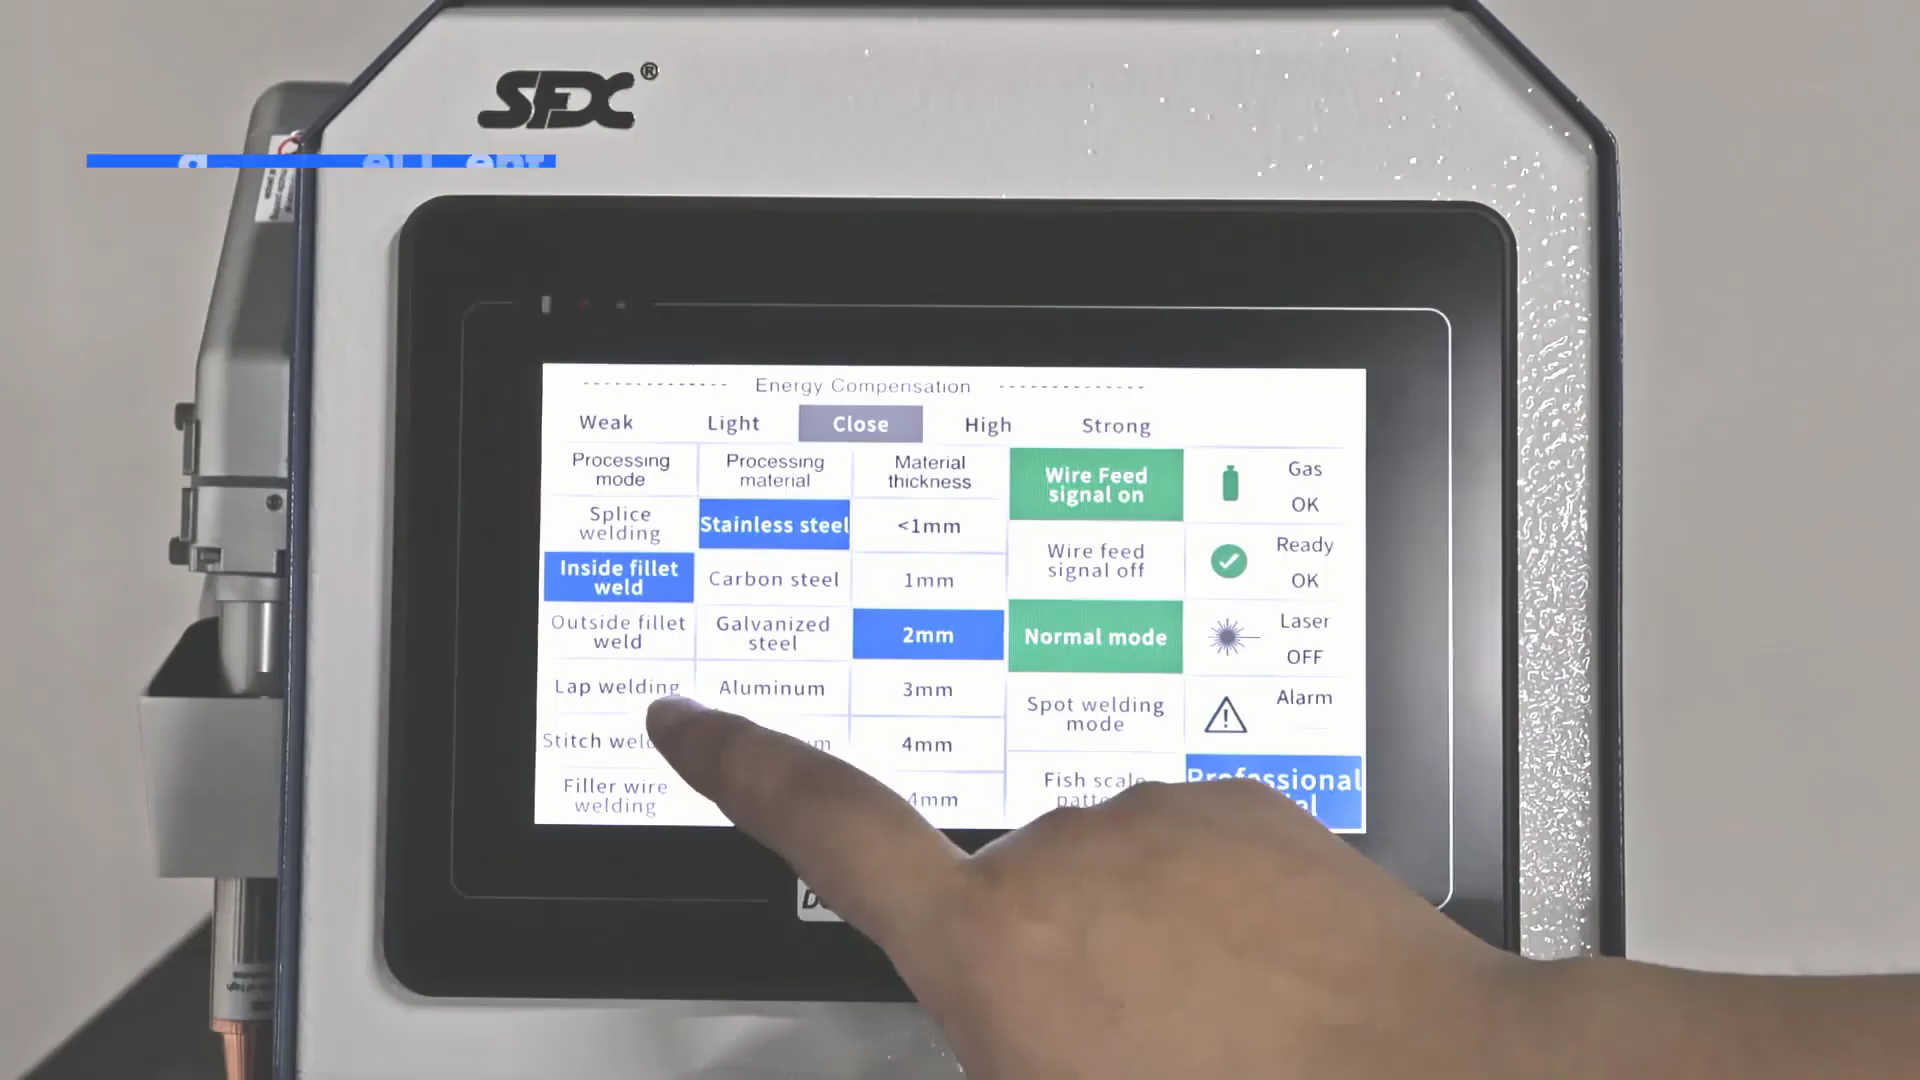 SFX®
Energy Compensation
Weak Light Close High Strong
Processing mode
Processing material
Material thickness
Wire Feed signal on
Gas OK
Splice welding
Stainless steel
<1mm
Wire feed signal off
Ready OK
Inside fillet weld
Carbon steel
1mm
Outside fillet weld
Galvanized steel
2mm
Normal mode
Laser OFF
Lap welding
Aluminum
3mm
Spot welding mode
Alarm
Stitch
4mm
Filler wire welding
Fish scale
Professional